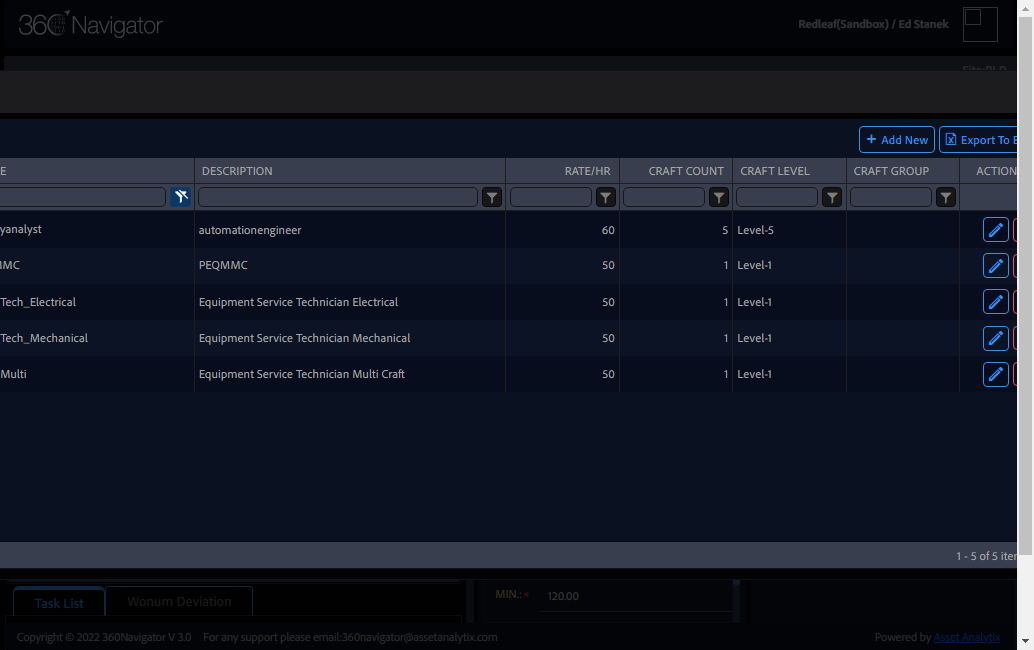 360 Navigator
Redleaf(Sandbox) / Ed Stanek
+ Add New
Export To E
E DESCRIPTION RATE/HR CRAFT COUNT CRAFT LEVEL CRAFT GROUP ACTION
yanalyst automationengineer 60 5 Level-5
MC PEQMMC 50 1 Level-1
Tech_Electrical Equipment Service Technician Electrical 50 1 Level-1
Tech_Mechanical Equipment Service Technician Mechanical 50 1 Level-1
Multi Equipment Service Technician Multi Craft 50 1 Level-1
1 - 5 of 5 iter
MIN.: * 120.00
Task List Wonum Deviation
Copyright © 2022 360Navigator V 3.0 For any support please email:360navigator@assetanalytix.com Powered by Asset Analytix